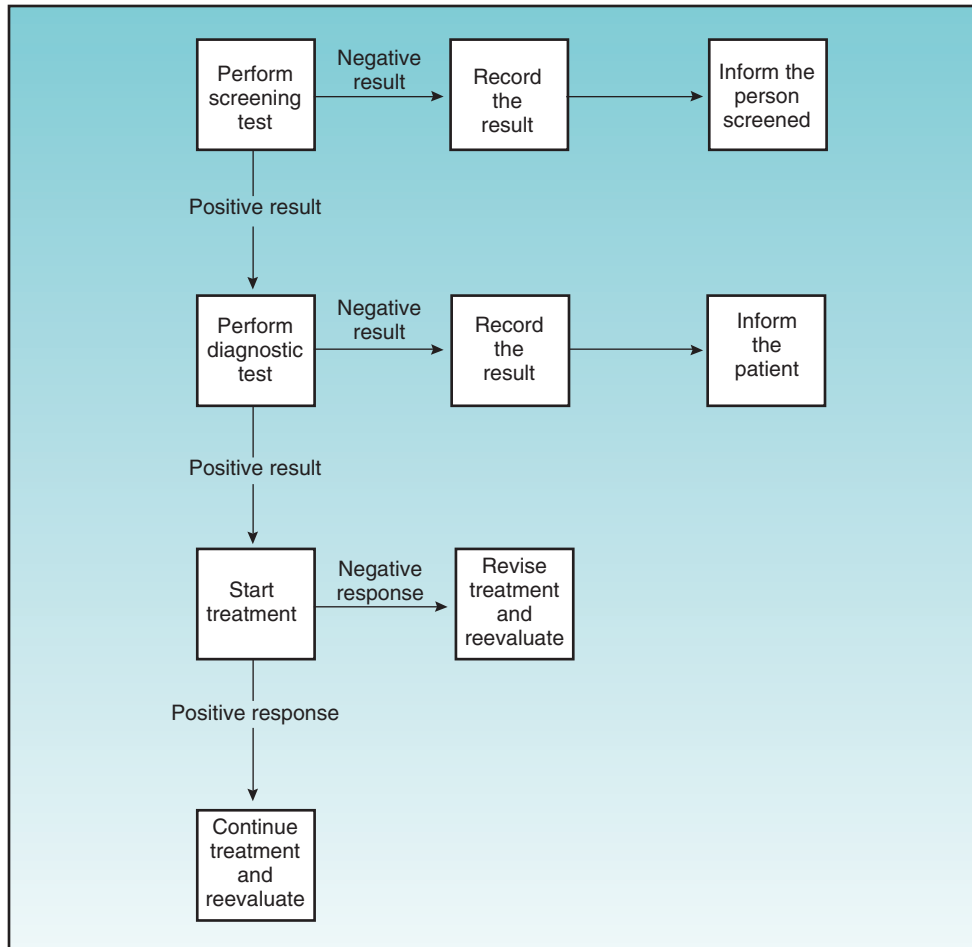 Perform
screening
test
Negative
result
Record
the
result
Inform the
person
screened
Positive result
Perform
diagnostic
test
Negative
result
Record
the
result
Inform
the
patient
Positive result
Start
treatment
Negative
response
Revise
treatment
and
reevaluate
Positive response
Continue
treatment
and
reevaluate